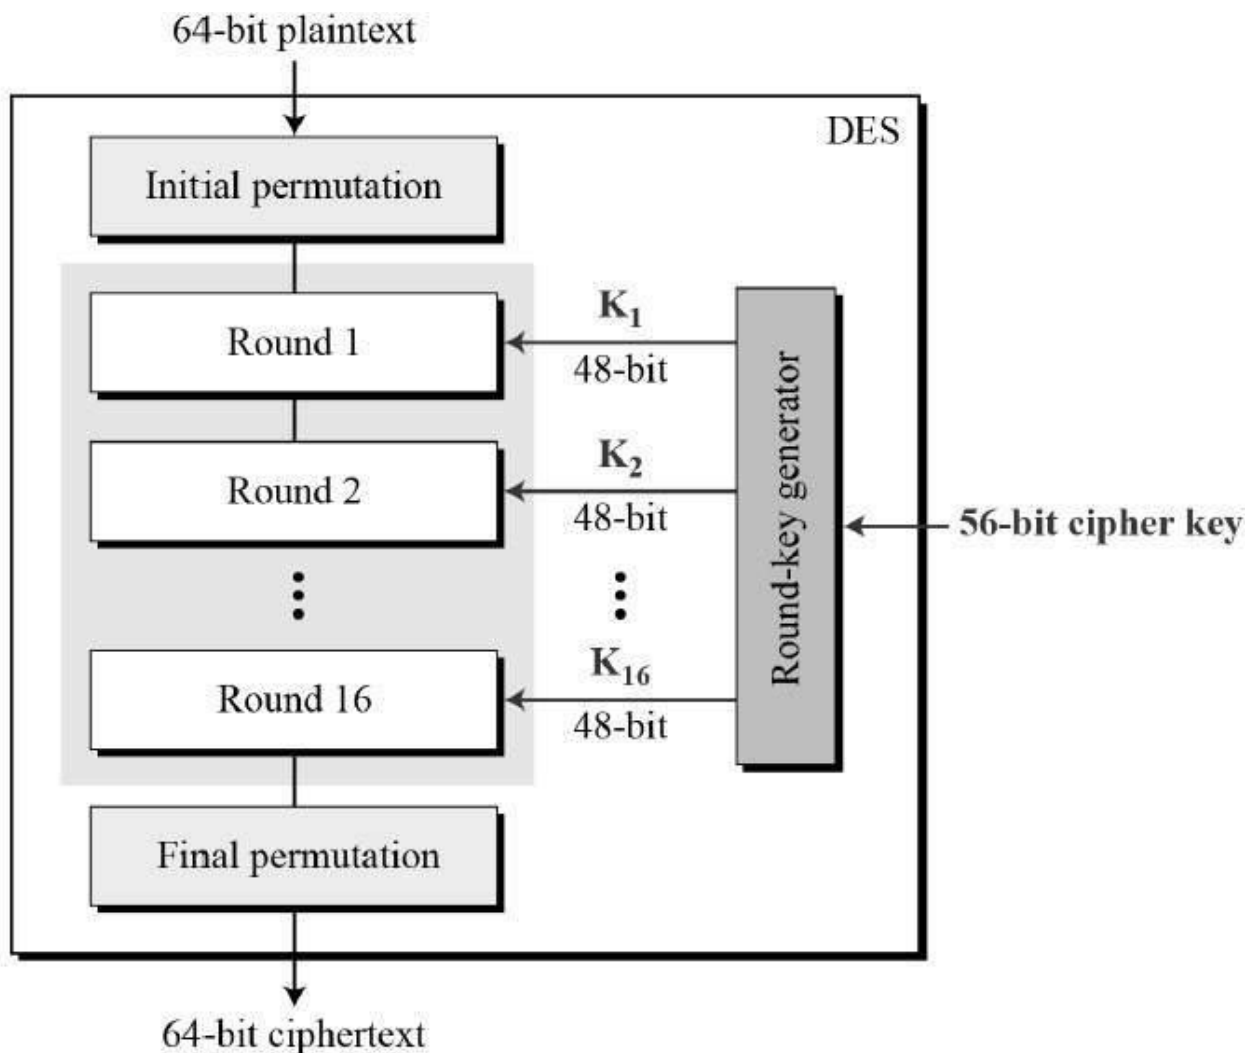 64-bit plaintext
DES
Initial permutation
Round 1
K₁
48-bit
Round 2
K₂
48-bit
Round-key generator
56-bit cipher key
Round 16
K₁₆
48-bit
Final permutation
64-bit ciphertext